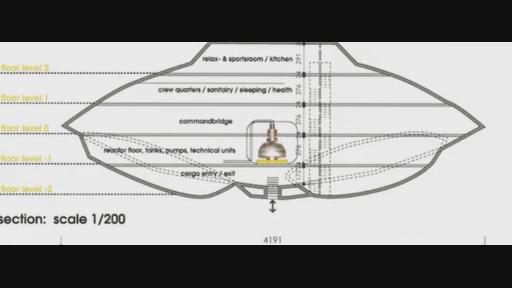 relax- & sportsroom / kitchen
floor level 2
crew quarters / sanitairy / sleeping / health
floor level 1
commandbridge
floor level 0
reactor floor, tanks, pumps, technical units
floor level -1
cargo entry / exit
floor level -2
section: scale 1/200
4191
291
276
276
276